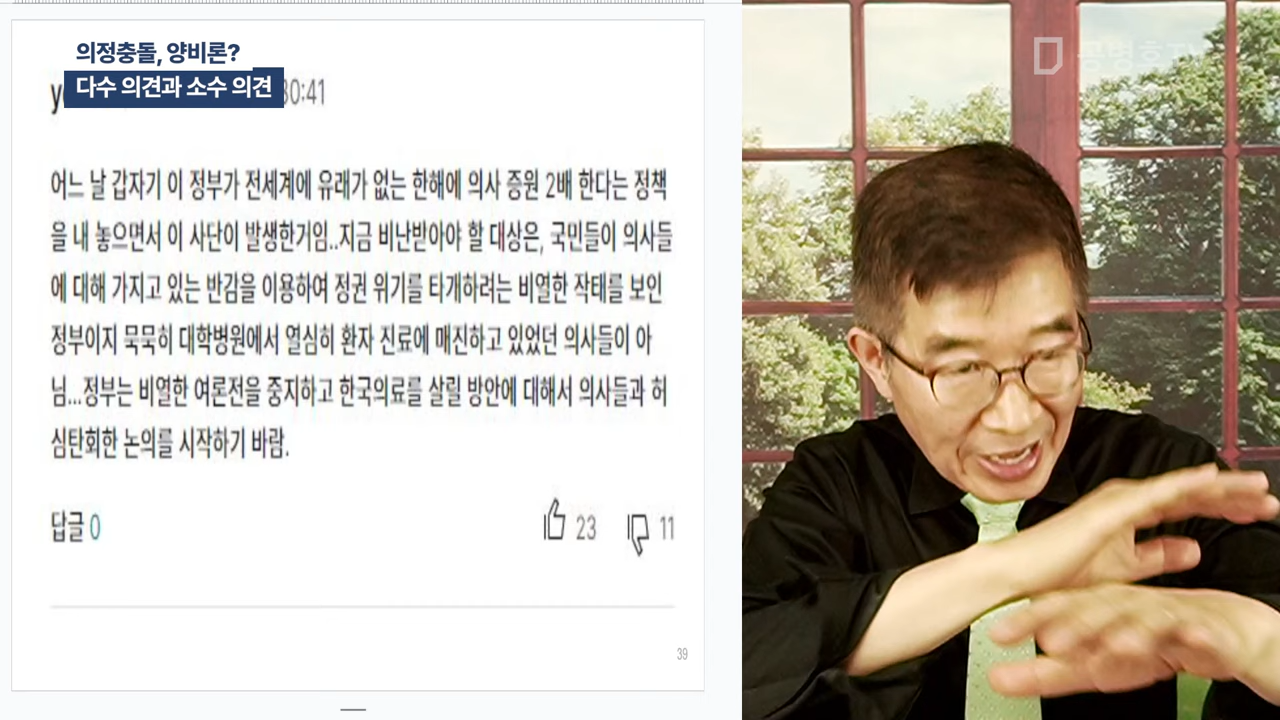 의정충돌, 양비론?
다수 의견과 소수 의견
30:41
공병호TV
어느 날 갑자기 이 정부가 전세계에 유래가 없는 한해에 의사 증원 2배 한다는 정책
을 내 놓으면서 이 사단이 발생한거임..지금 비난받아야 할 대상은, 국민들이 의사들
에 대해 가지고 있는 반감을 이용하여 정권 위기를 타개하려는 비열한 작태를 보인
정부이지 묵묵히 대학병원에서 열심히 환자 진료에 매진하고 있었던 의사들이 아
님...정부는 비열한 여론전을 중지하고 한국의료를 살릴 방안에 대해서 의사들과 허
심탄회한 논의를 시작하기 바람.
답글 0
23 11
39